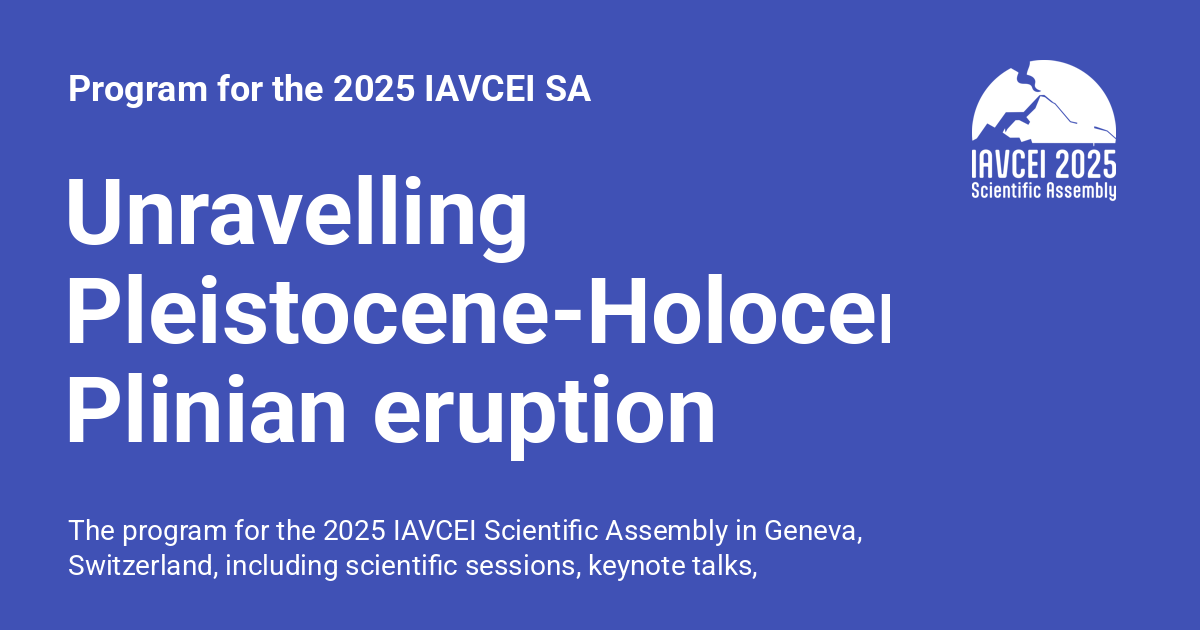 Program for the 2025 IAVCEI SA
IAVCEI 2025
Scientific Assembly
Unravelling
Pleistocene-Holocen
Plinian eruption
The program for the 2025 IAVCEI Scientific Assembly in Geneva,
Switzerland, including scientific sessions, keynote talks,